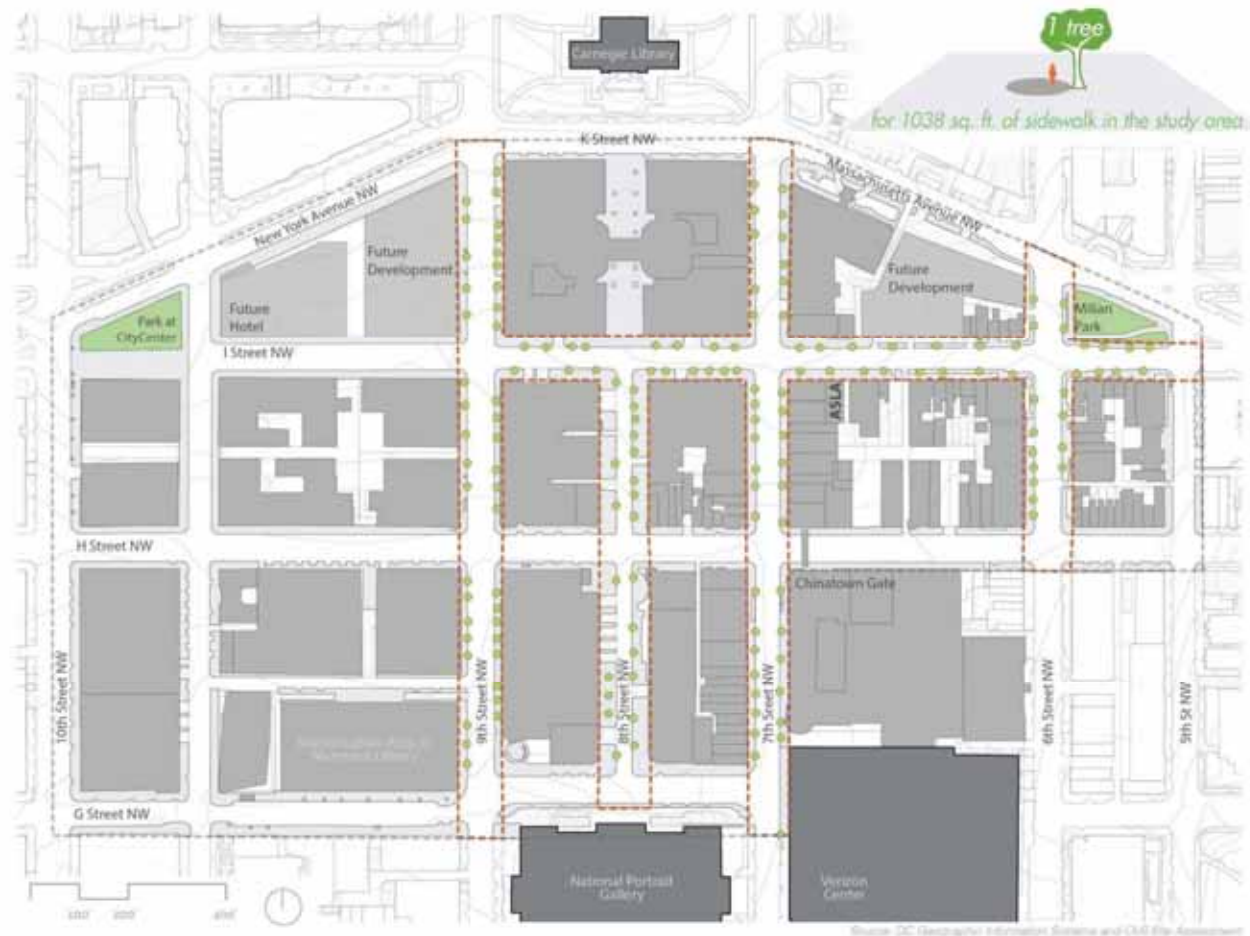 1 tree
for 1038 sq. ft. of sidewalk in the study area
Carnegie Library
K Street NW
New York Avenue NW
Massachusetts Avenue NW
Future
Development
Future
Development
Future
Hotel
Park at
CityCenter
Milian
Park
I Street NW
ASLA
H Street NW
Chinatown Gate
10th Street NW
9th Street NW
8th Street NW
7th Street NW
6th Street NW
5th St NW
G Street NW
National Portrait
Gallery
Verizon
Center
100'
200'
400'